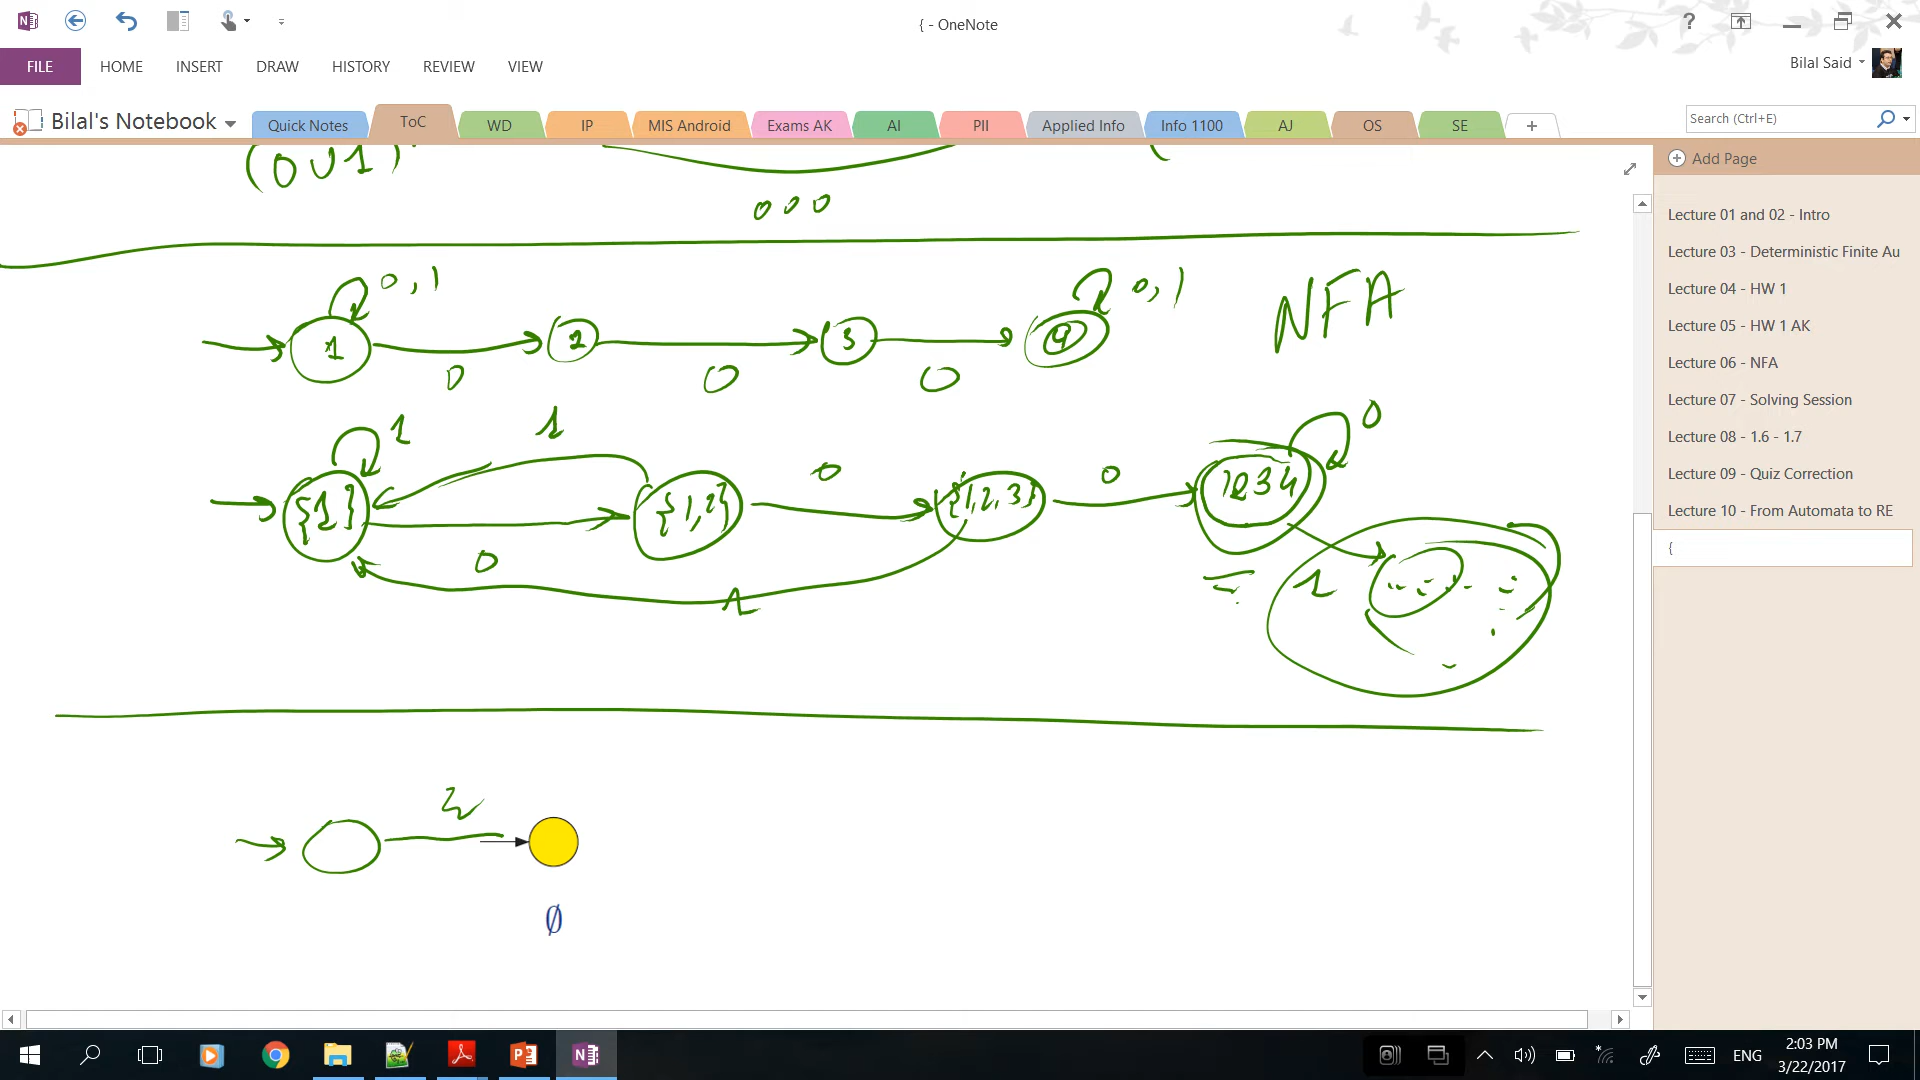 { - OneNote
?
FILE HOME INSERT DRAW HISTORY REVIEW VIEW
Bilal Said
Bilal's Notebook
Quick Notes ToC WD IP MIS Android Exams AK AI PII Applied Info Info 1100 AJ OS SE +
Search (Ctrl+E)
Add Page
Lecture 01 and 02 - Intro
Lecture 03 - Deterministic Finite Au
Lecture 04 - HW 1
Lecture 05 - HW 1 AK
Lecture 06 - NFA
Lecture 07 - Solving Session
Lecture 08 - 1.6 - 1.7
Lecture 09 - Quiz Correction
Lecture 10 - From Automata to RE
{
(0 U 1)
0 0 0
0,1 0,1 NFA
1 2 3 4
0 0 0
1 1 0 0 0
{1} {1,2} {1,2,3} 1234
0 1 1
∅
ENG
2:03 PM
3/22/2017